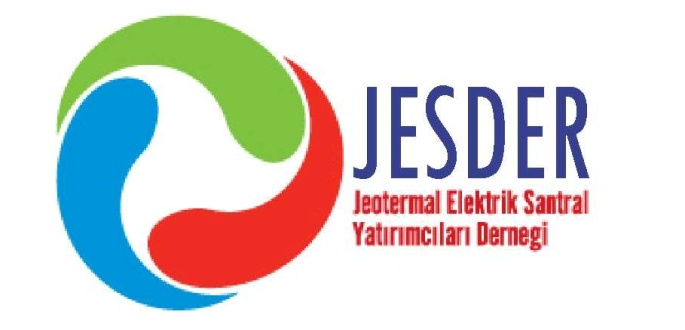 JESDER
Jeotermal Elektrik Santral
Yatırımcıları Dernegi